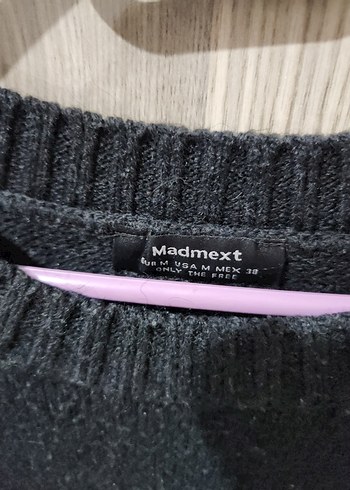 Madmext
EUR M USA M MEX 38
ONLY THE FREE